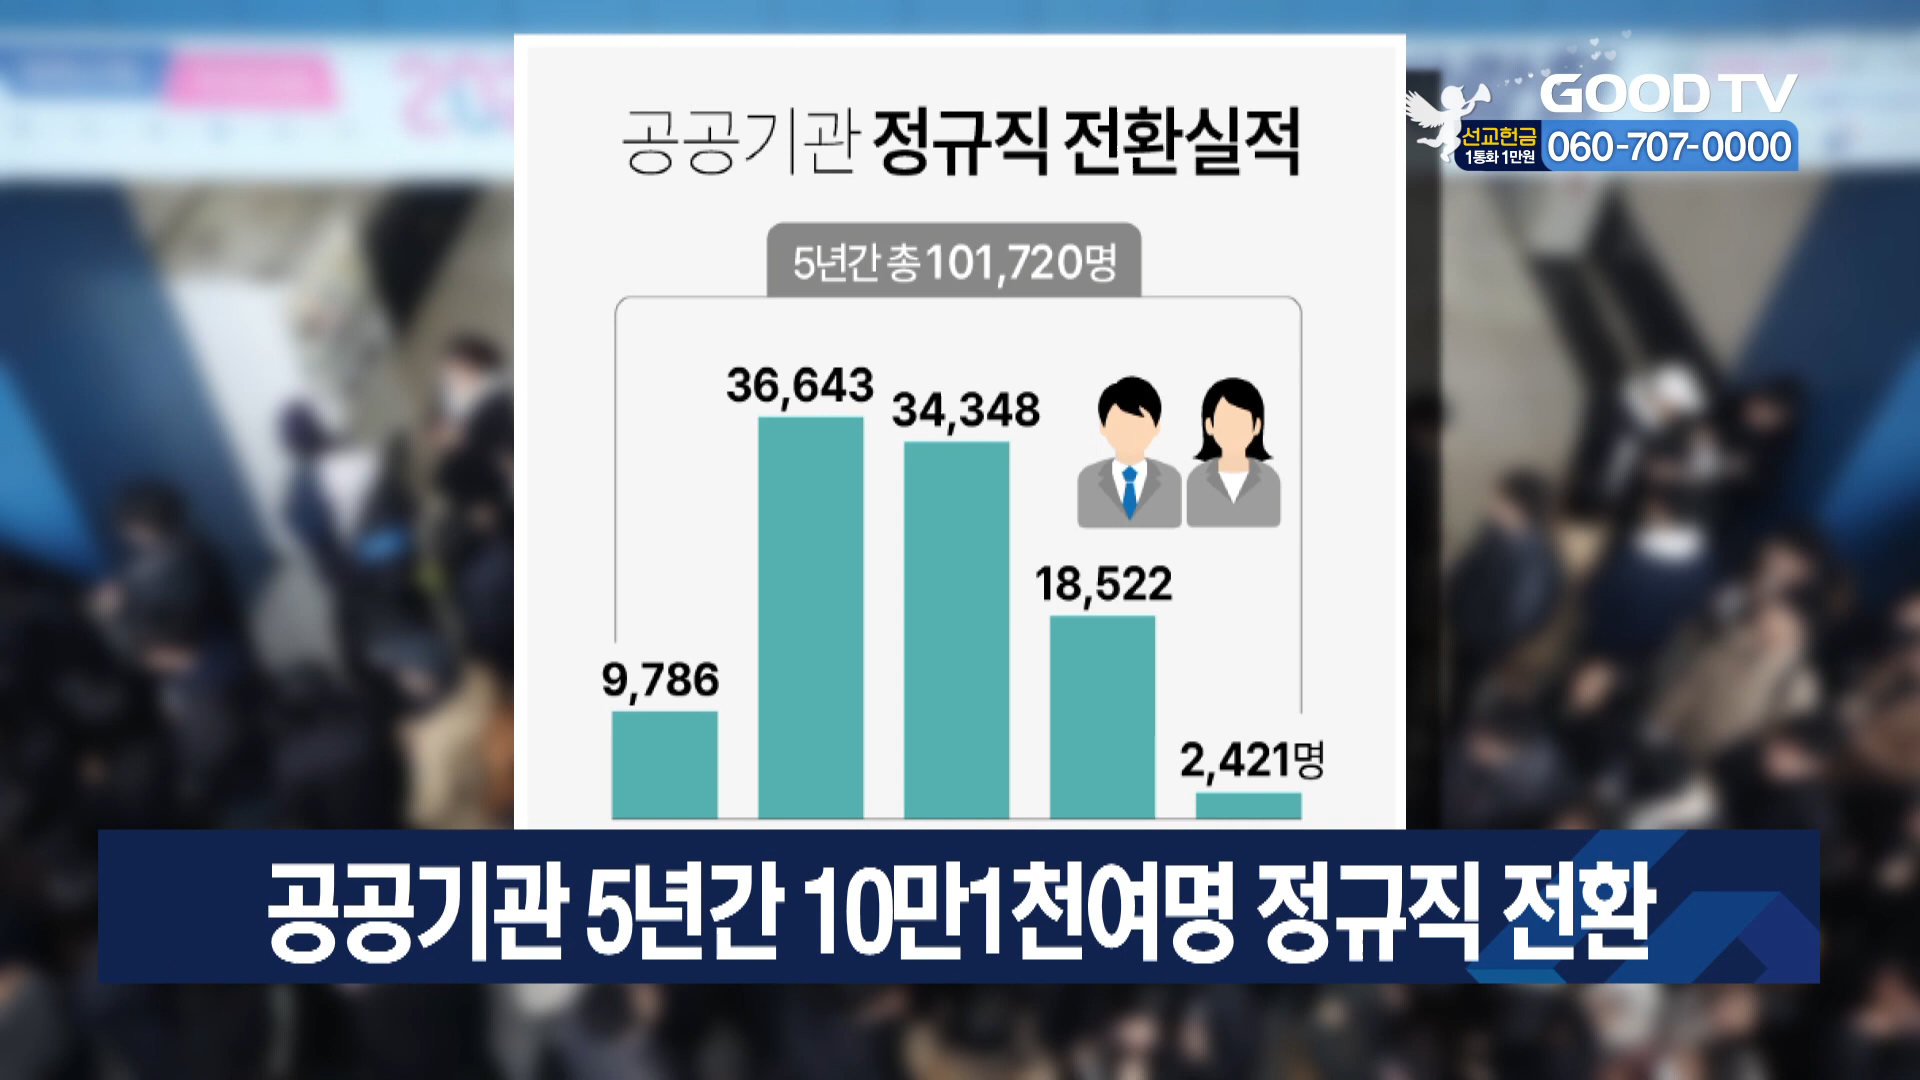 GOOD TV
선교헌금
1통화 1만원
060-707-0000
공공기관 정규직 전환실적
5년간 총 101,720명
36,643
34,348
18,522
9,786
2,421명
공공기관 5년간 10만1천여명 정규직 전환